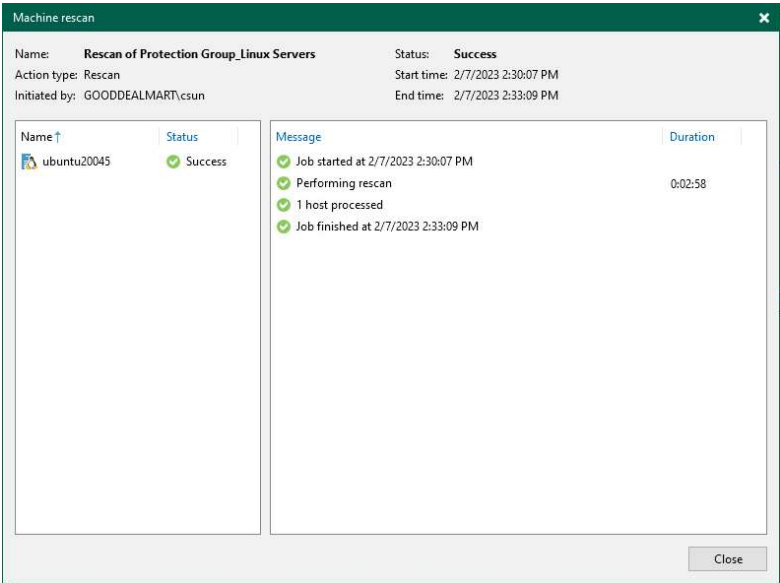 Machine rescan
Name: Rescan of Protection Group_Linux Servers Status: Success
Action type: Rescan Start time: 2/7/2023 2:30:07 PM
Initiated by: GOODDEALMART\csun End time: 2/7/2023 2:33:09 PM
Name Status Message Duration
ubuntu20045 Success Job started at 2/7/2023 2:30:07 PM
Performing rescan 0:02:58
1 host processed
Job finished at 2/7/2023 2:33:09 PM
Close